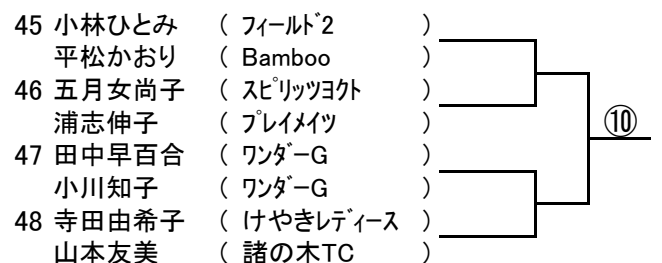 45 小林ひとみ ( フィールド2 )
平松かおり ( Bamboo )
46 五月女尚子 ( スピリッツヨクト )
浦志伸子 ( プレイメイツ )
⑩
47 田中早百合 ( ワンダーG )
小川知子 ( ワンダーG )
48 寺田由希子 ( けやきレディース )
山本友美 ( 諸の木TC )